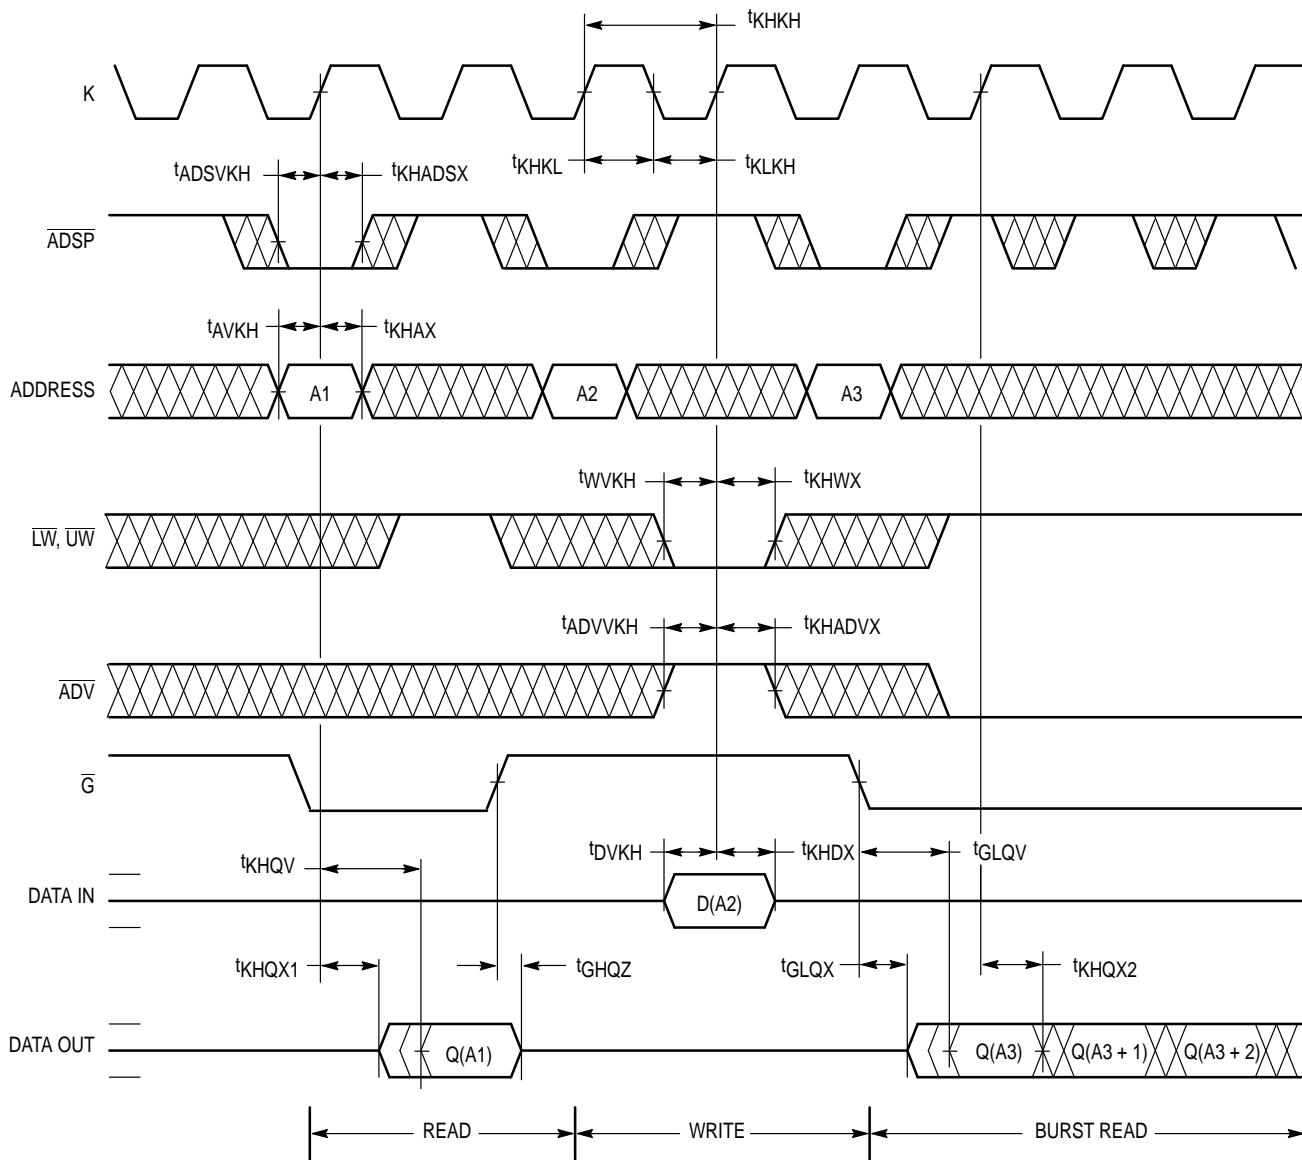 tKHKH
K
tADSVKH tKHADSX tKHKL tKLKH
ADSP
tAVKH tKHAX
ADDRESS A1 A2 A3
tWVKH tKHWX
LW, UW
tADVVKH tKHADVX
ADV
G
tKHQV tDVKH tKHDX tGLQV
DATA IN D(A2)
tKHQX1 tGHQZ tGLQX tKHQX2
DATA OUT Q(A1) Q(A3) Q(A3 + 1) Q(A3 + 2)
READ WRITE BURST READ